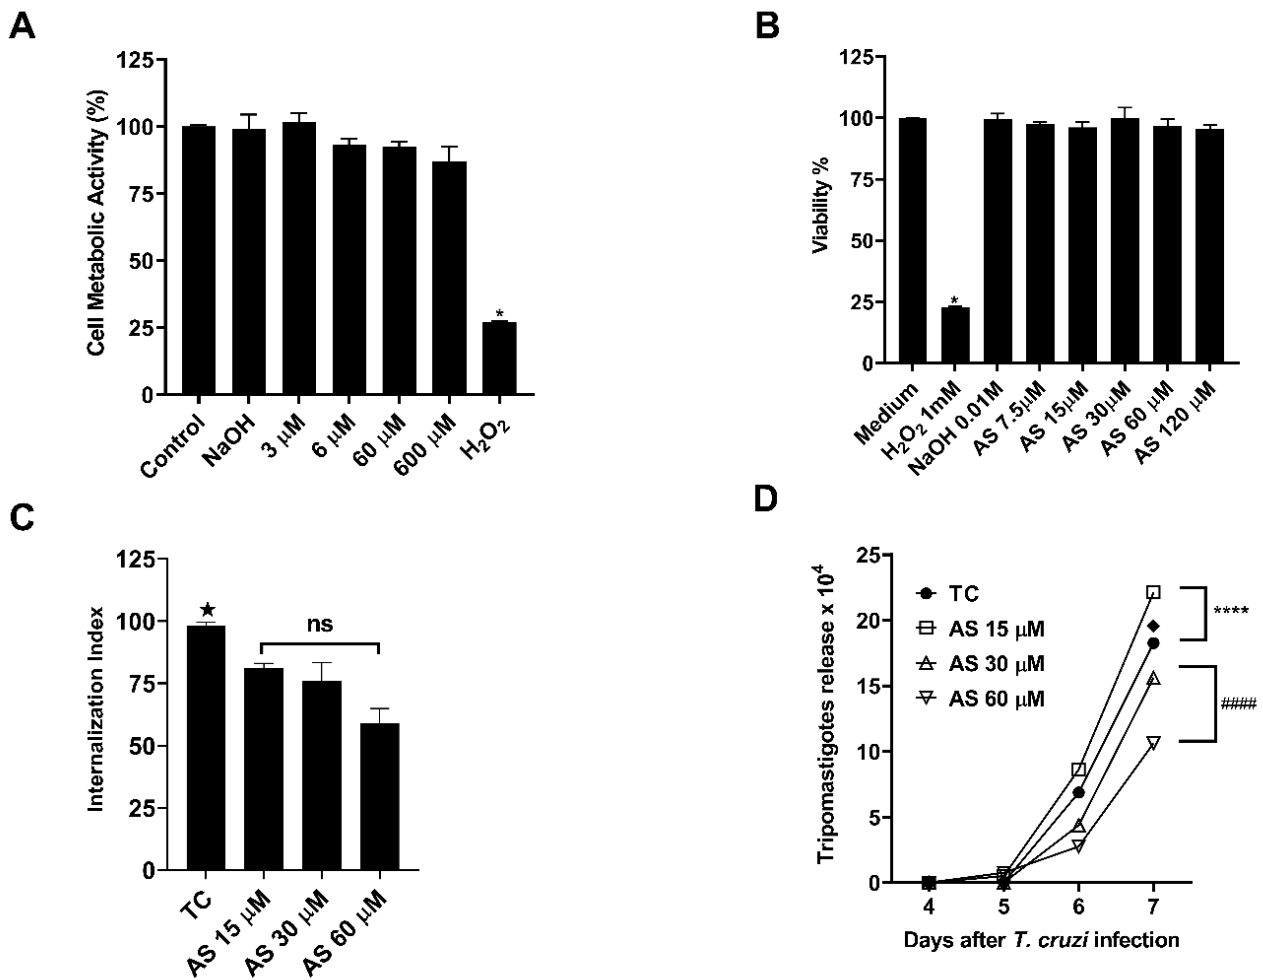 A
Cell Metabolic Activity (%)
125
100
75
50
25
0
*
Control
NaOH
3 μM
6 μM
60 μM
600 μM
H₂O₂
B
Viability %
125
100
75
50
25
0
*
Medium
H₂O₂ 1mM
NaOH 0.01M
AS 7.5μM
AS 15μM
AS 30μM
AS 60 μM
AS 120 μM
C
Internalization Index
125
100
75
50
25
0
★
ns
TC
AS 15 μM
AS 30 μM
AS 60 μM
D
Tripomastigotes release x 10⁴
25
20
15
10
5
0
TC
AS 15 μM
AS 30 μM
AS 60 μM
****
####
4
5
6
7
Days after T. cruzi infection